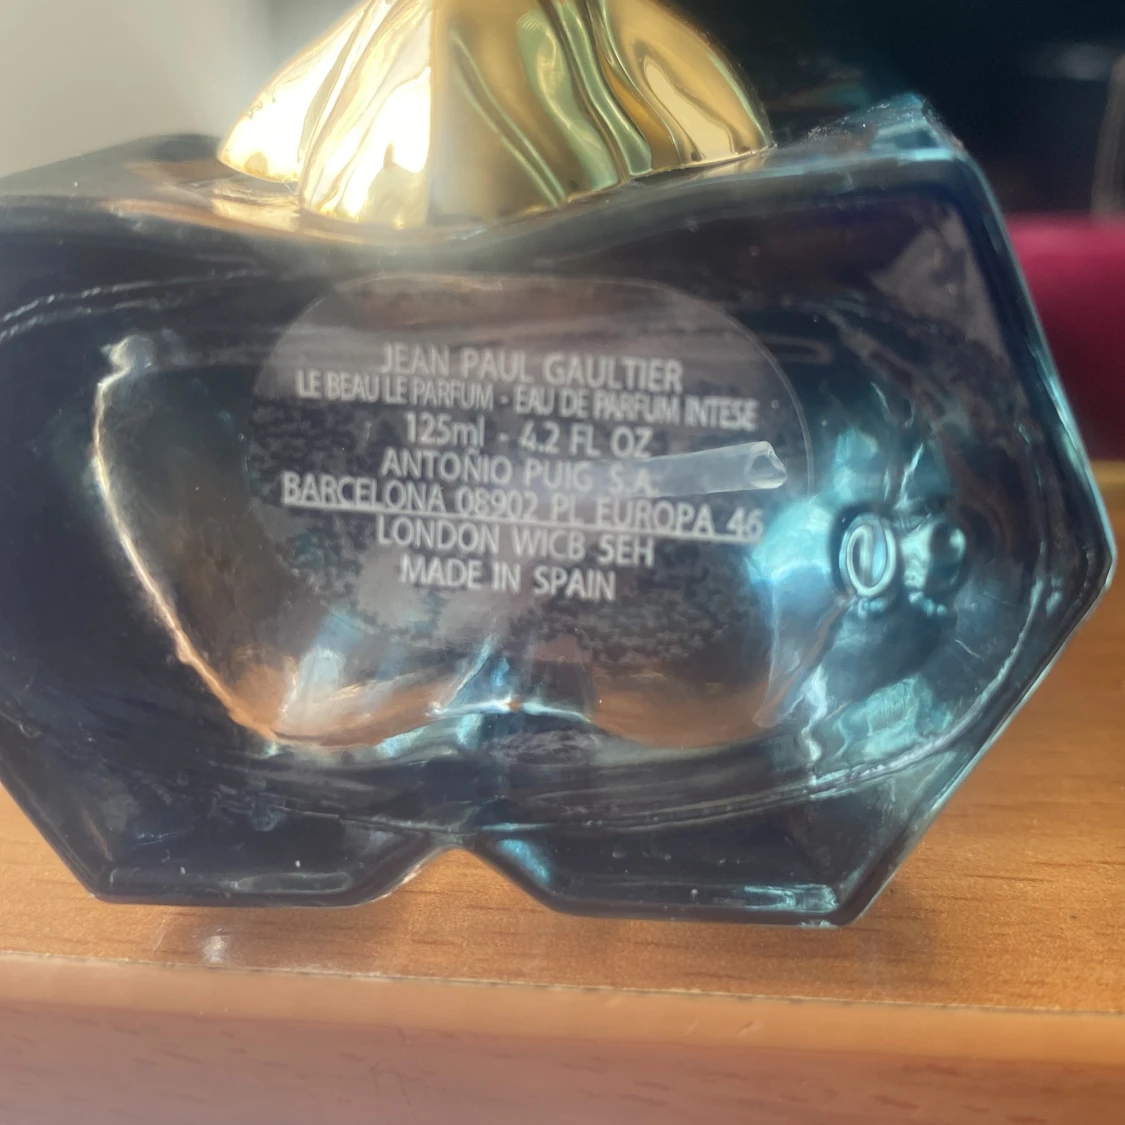 JEAN PAUL GAULTIER
LE BEAU LE PARFUM - EAU DE PARFUM INTESE
125ml - 4.2 FL OZ
ANTOÑIO PUIG S.A.
BARCELONA 08902 PL EUROPA 46
LONDON WICB 5EH
MADE IN SPAIN